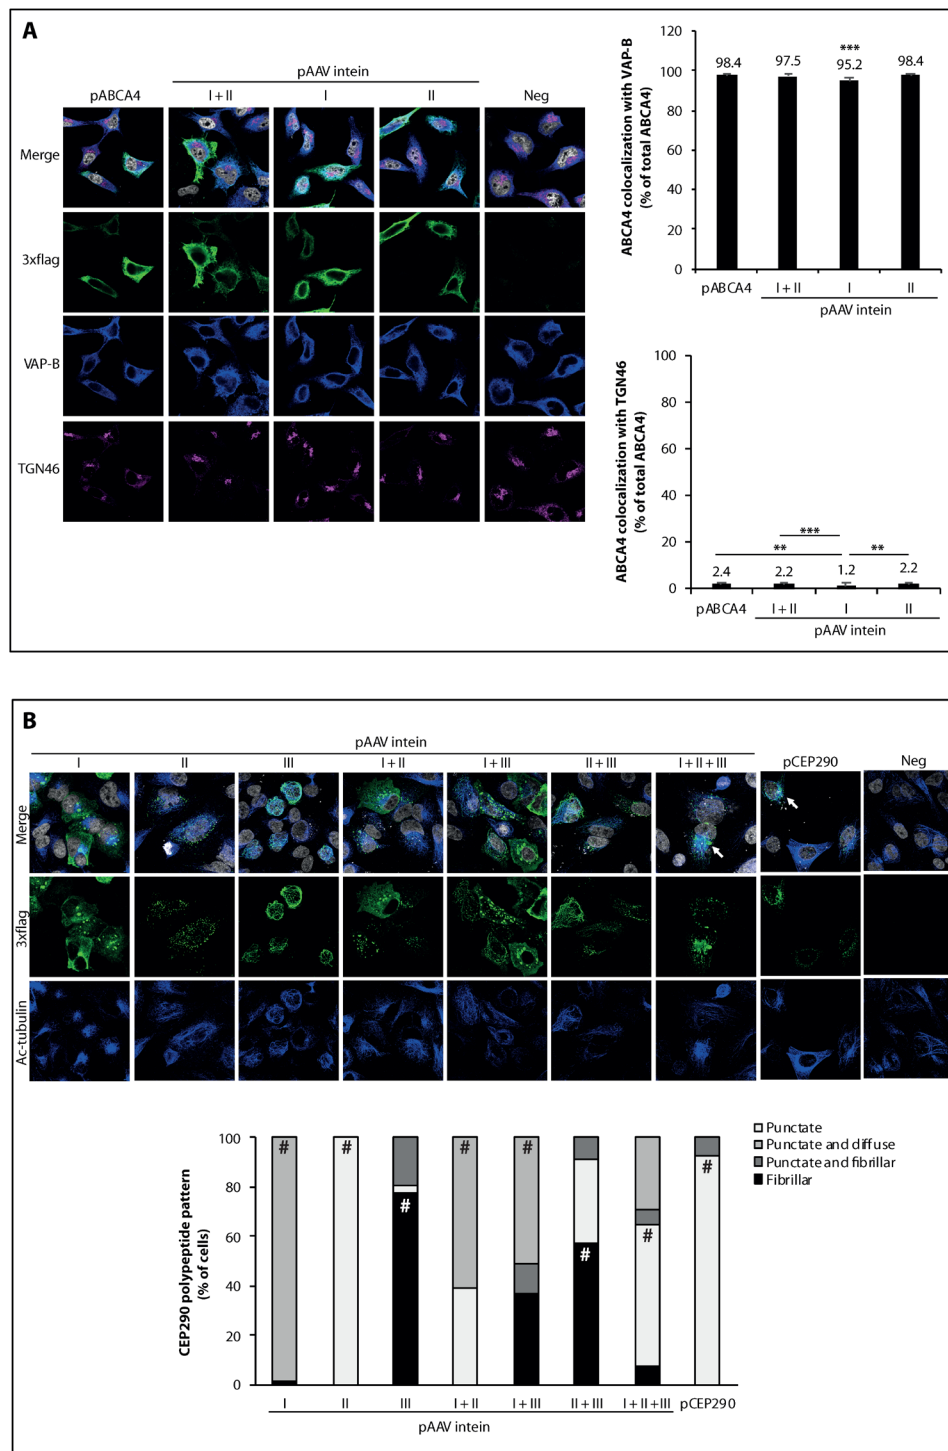 A
pAAV intein
pABCA4 I + II I II Neg
Merge
3xflag
VAP-B
TGN46
ABCA4 colocalization with VAP-B
(% of total ABCA4)
120
100
80
60
40
20
0
98.4 97.5 *** 95.2 98.4
pABCA4 I + II I II
pAAV intein
ABCA4 colocalization with TGN46
(% of total ABCA4)
100
80
60
40
20
0
***
** **
2.4 2.2 1.2 2.2
pABCA4 I + II I II
pAAV intein
B
pAAV intein
I II III I + II I + III II + III I + II + III pCEP290 Neg
Merge
3xflag
Ac-tubulin
CEP290 polypeptide pattern
(% of cells)
100
80
60
40
20
0
# # # # # # # #
Punctate
Punctate and diffuse
Punctate and fibrillar
Fibrillar
I II III I + II I + III II + III I + II +III pCEP290
pAAV intein